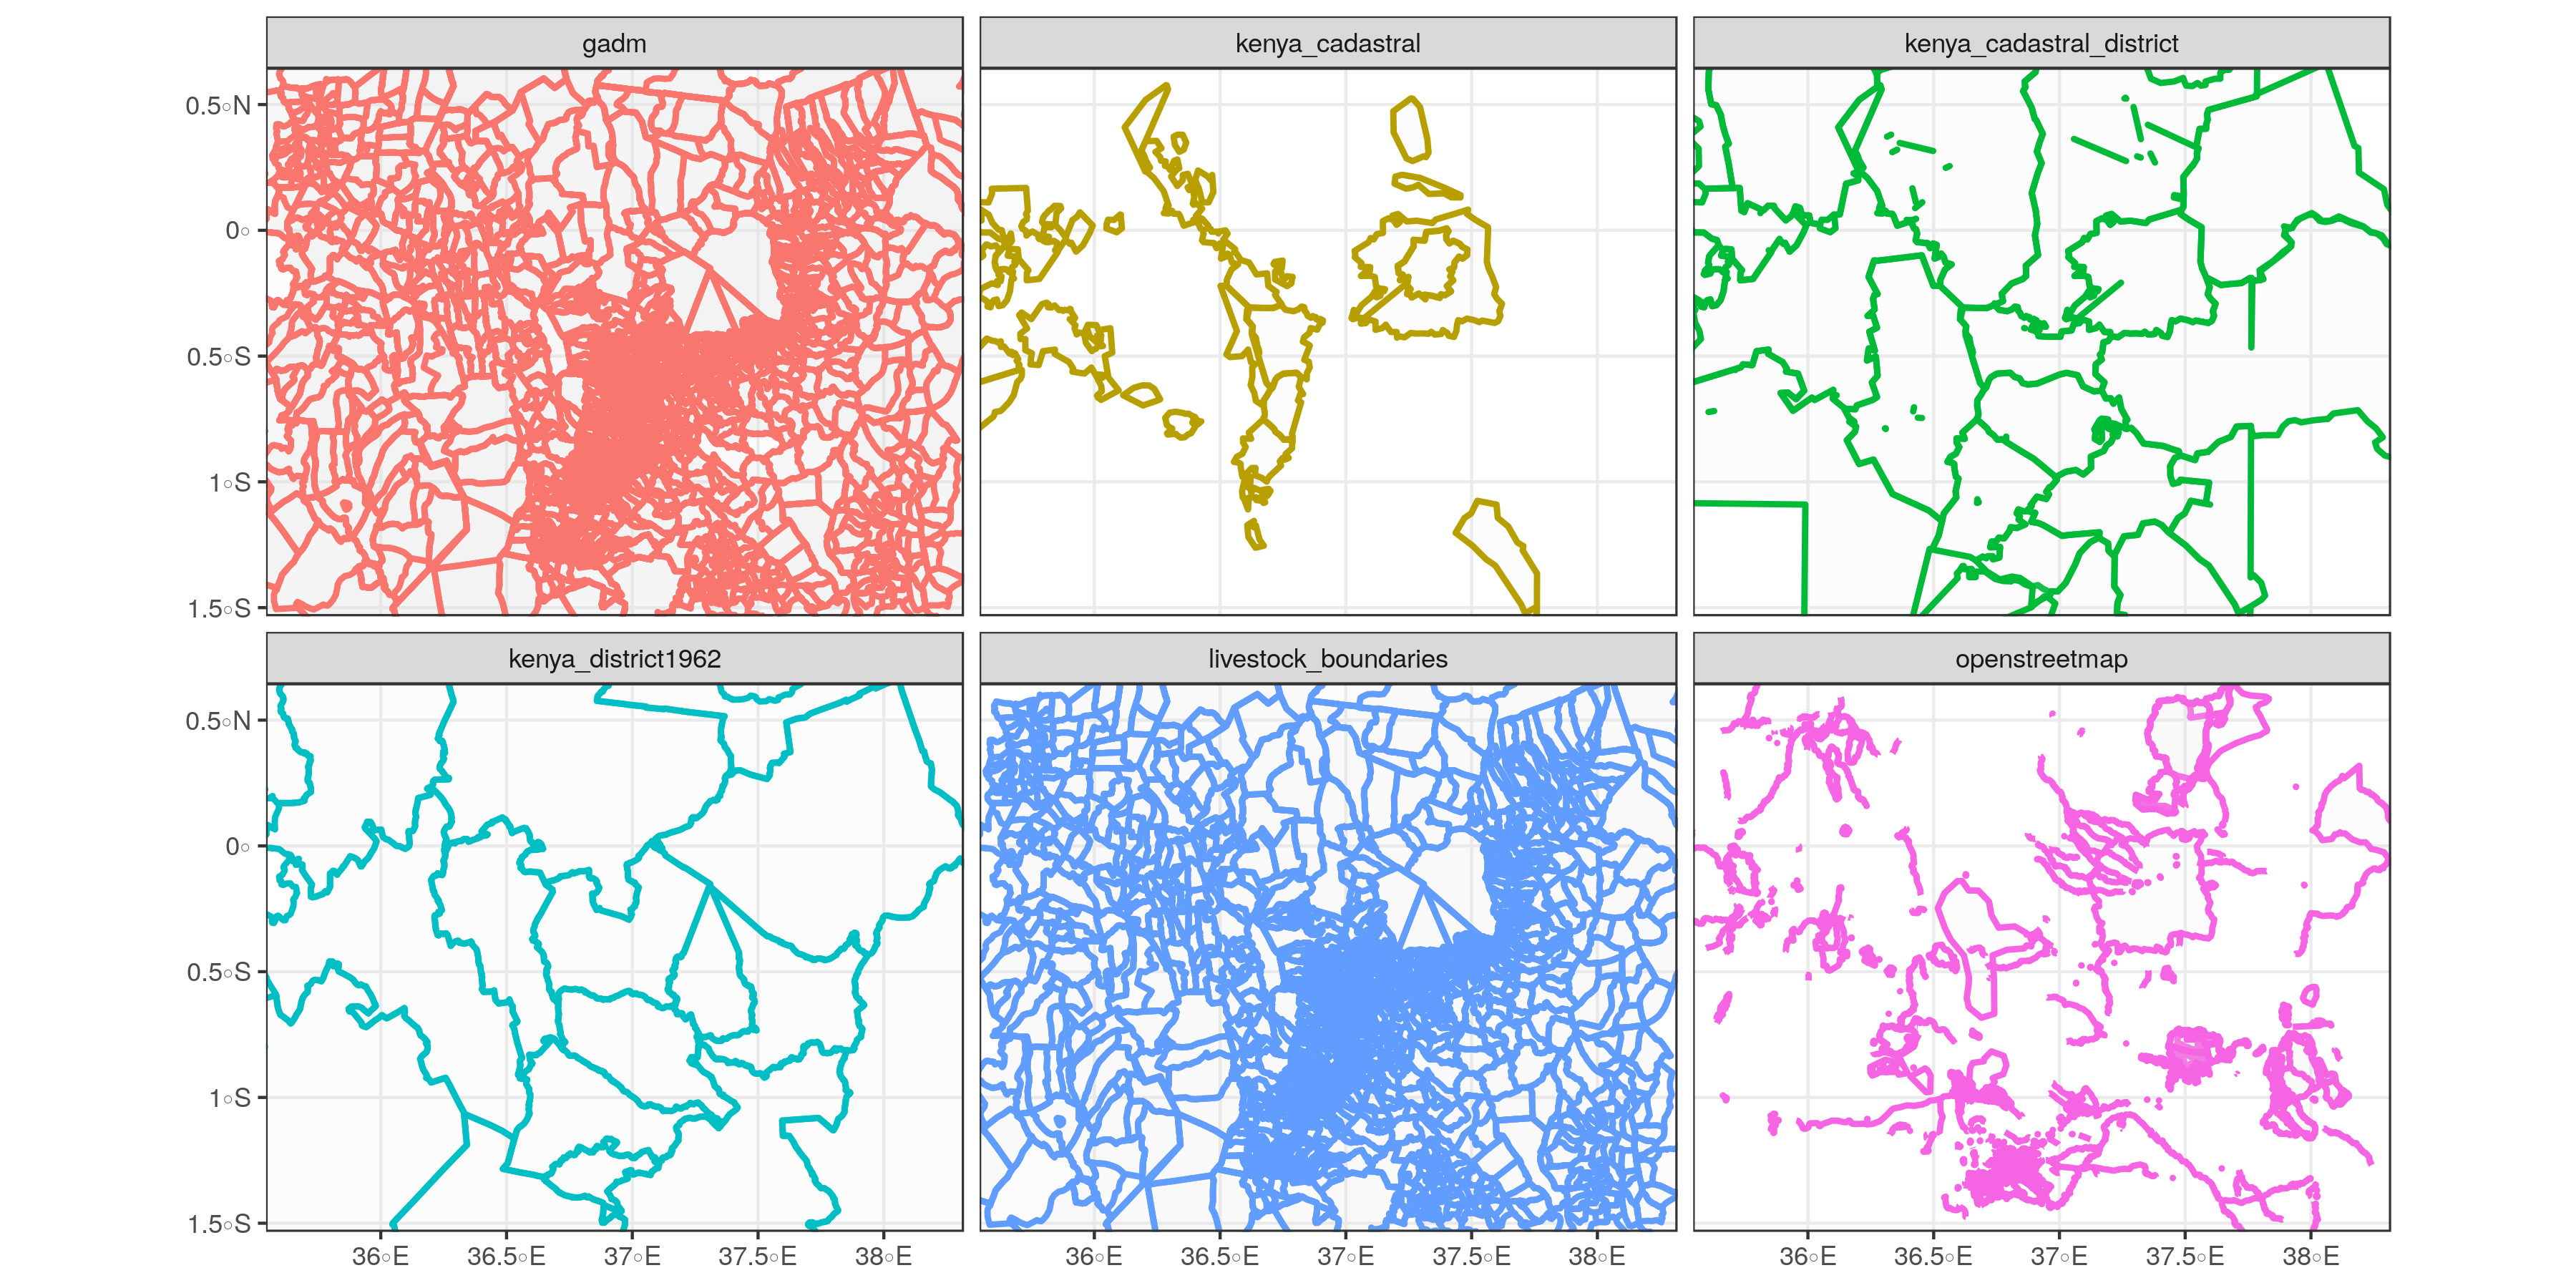 gadm kenya_cadastral kenya_cadastral_district
0.5°N
0°
0.5°S
1°S
1.5°S
kenya_district1962 livestock_boundaries openstreetmap
0.5°N
0°
0.5°S
1°S
1.5°S
36°E 36.5°E 37°E 37.5°E 38°E 36°E 36.5°E 37°E 37.5°E 38°E 36°E 36.5°E 37°E 37.5°E 38°E